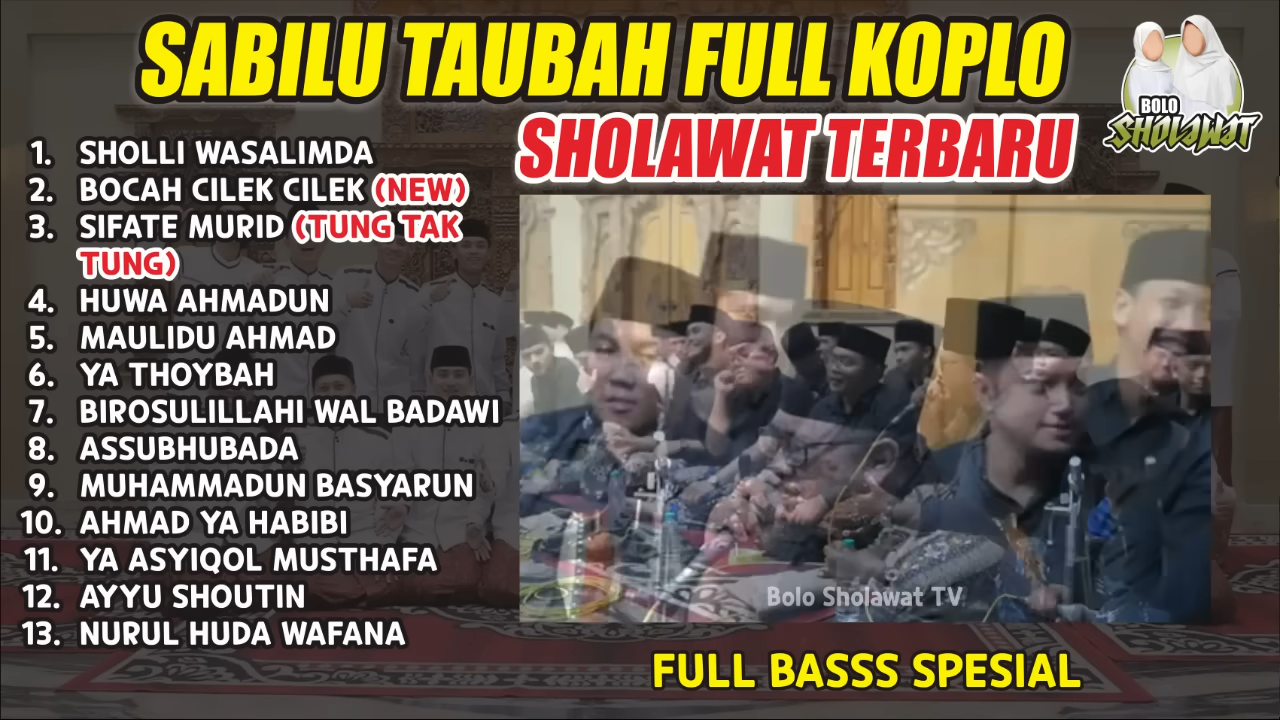 SABILU TAUBAH FULL KOPLO
SHOLAWAT TERBARU
BOLO
SHOLAWAT
1. SHOLLI WASALIMDA
2. BOCAH CILEK CILEK (NEW)
3. SIFATE MURID (TUNG TAK
TUNG)
4. HUWA AHMADUN
5. MAULIDU AHMAD
6. YA THOYBAH
7. BIROSULILLAHI WAL BADAWI
8. ASSUBHUBADA
9. MUHAMMADUN BASYARUN
10. AHMAD YA HABIBI
11. YA ASYIQOL MUSTHAFA
12. AYYU SHOUTIN
13. NURUL HUDA WAFANA
Bolo Sholawat TV
FULL BASSS SPESIAL